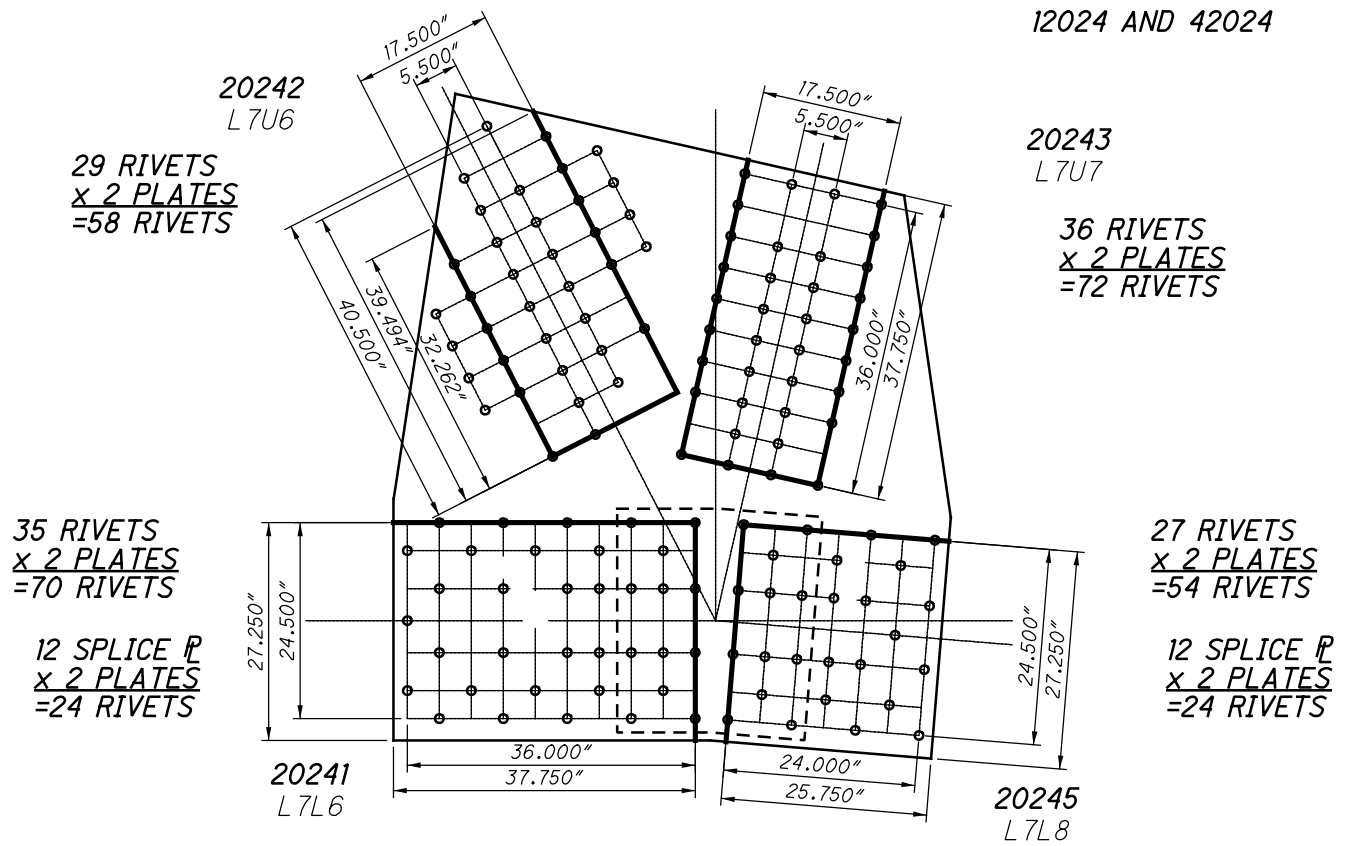 12024 AND 42024
17.500"
5.500"
20242
L7U6
29 RIVETS
x 2 PLATES
=58 RIVETS
40.500"
39.494"
32.262"
17.500"
5.500"
20243
L7U7
36 RIVETS
x 2 PLATES
=72 RIVETS
36.000"
37.750"
35 RIVETS
x 2 PLATES
=70 RIVETS
12 SPLICE PL
x 2 PLATES
=24 RIVETS
27.250"
24.500"
36.000"
37.750"
20241
L7L6
27 RIVETS
x 2 PLATES
=54 RIVETS
12 SPLICE PL
x 2 PLATES
=24 RIVETS
24.500"
27.250"
24.000"
25.750"
20245
L7L8